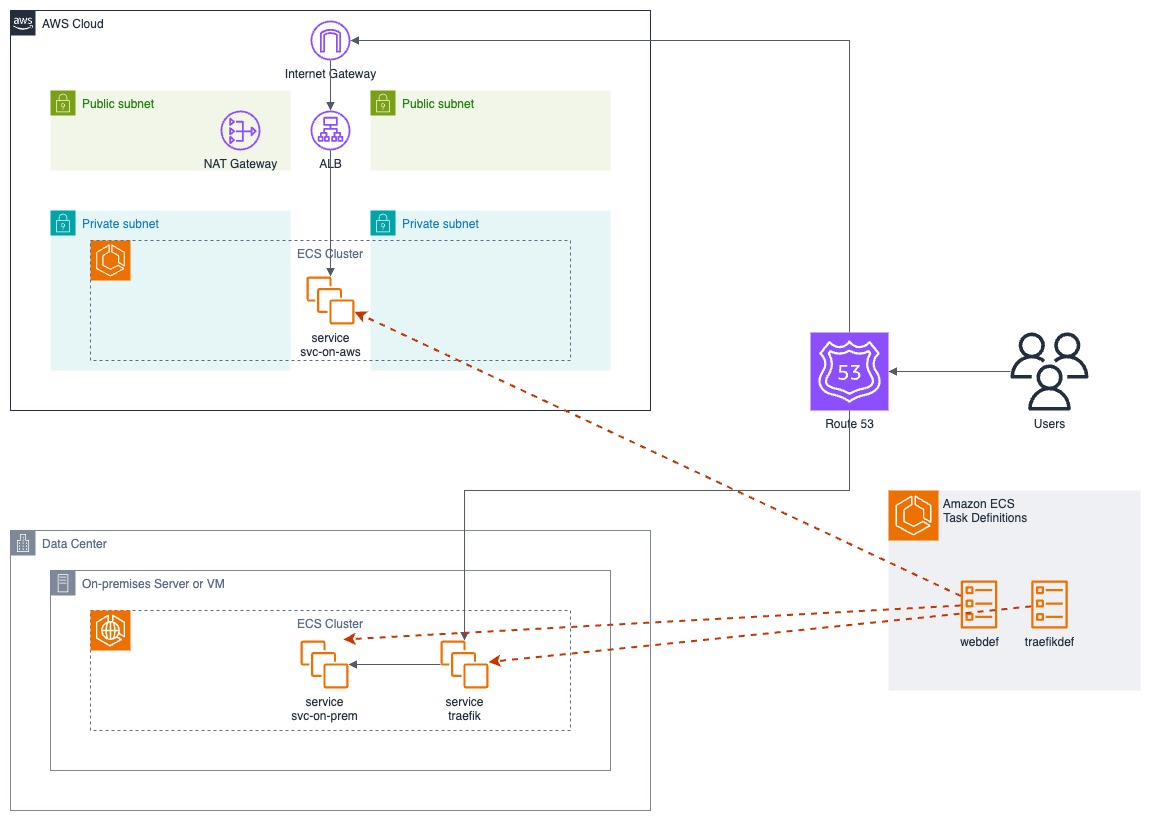 aws
AWS Cloud
Internet Gateway
Public subnet
Public subnet
NAT Gateway
ALB
Private subnet
Private subnet
ECS Cluster
service
svc-on-aws
53
Route 53
Users
Amazon ECS
Task Definitions
webdef
traefikdef
Data Center
On-premises Server or VM
ECS Cluster
service
svc-on-prem
service
traefik